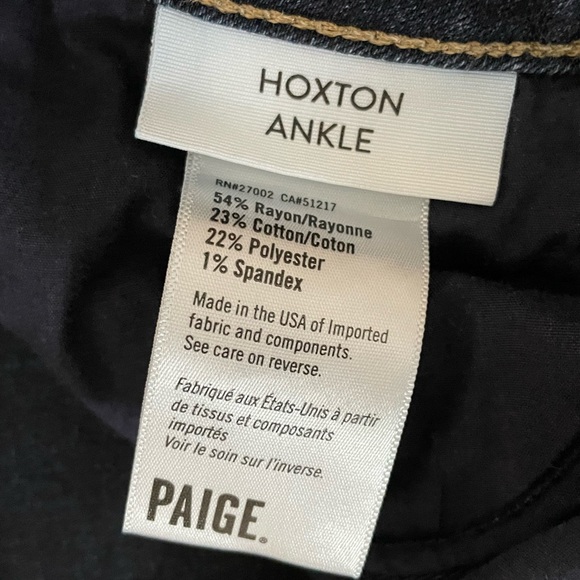 HOXTON
ANKLE
RN#27002 CA#51217
54% Rayon/Rayonne
23% Cotton/Coton
22% Polyester
1% Spandex
Made in the USA of Imported
fabric and components.
See care on reverse.
Fabriqué aux États-Unis à partir
de tissus et composants
importés
Voir le soin sur l'inverse.
PAIGE.